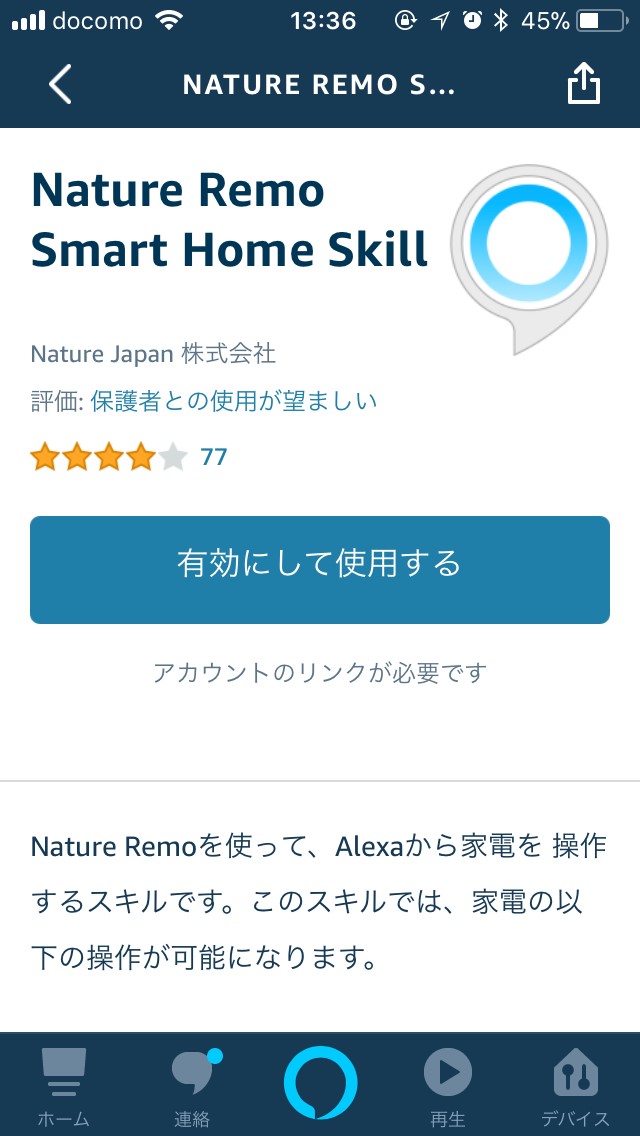 docomo 13:36 45%
NATURE REMO S...
Nature Remo
Smart Home Skill
Nature Japan 株式会社
評価: 保護者との使用が望ましい
77
有効にして使用する
アカウントのリンクが必要です
Nature Remoを使って、Alexaから家電を 操作
するスキルです。このスキルでは、家電の以
下の操作が可能になります。
ホーム 連絡 再生 デバイス